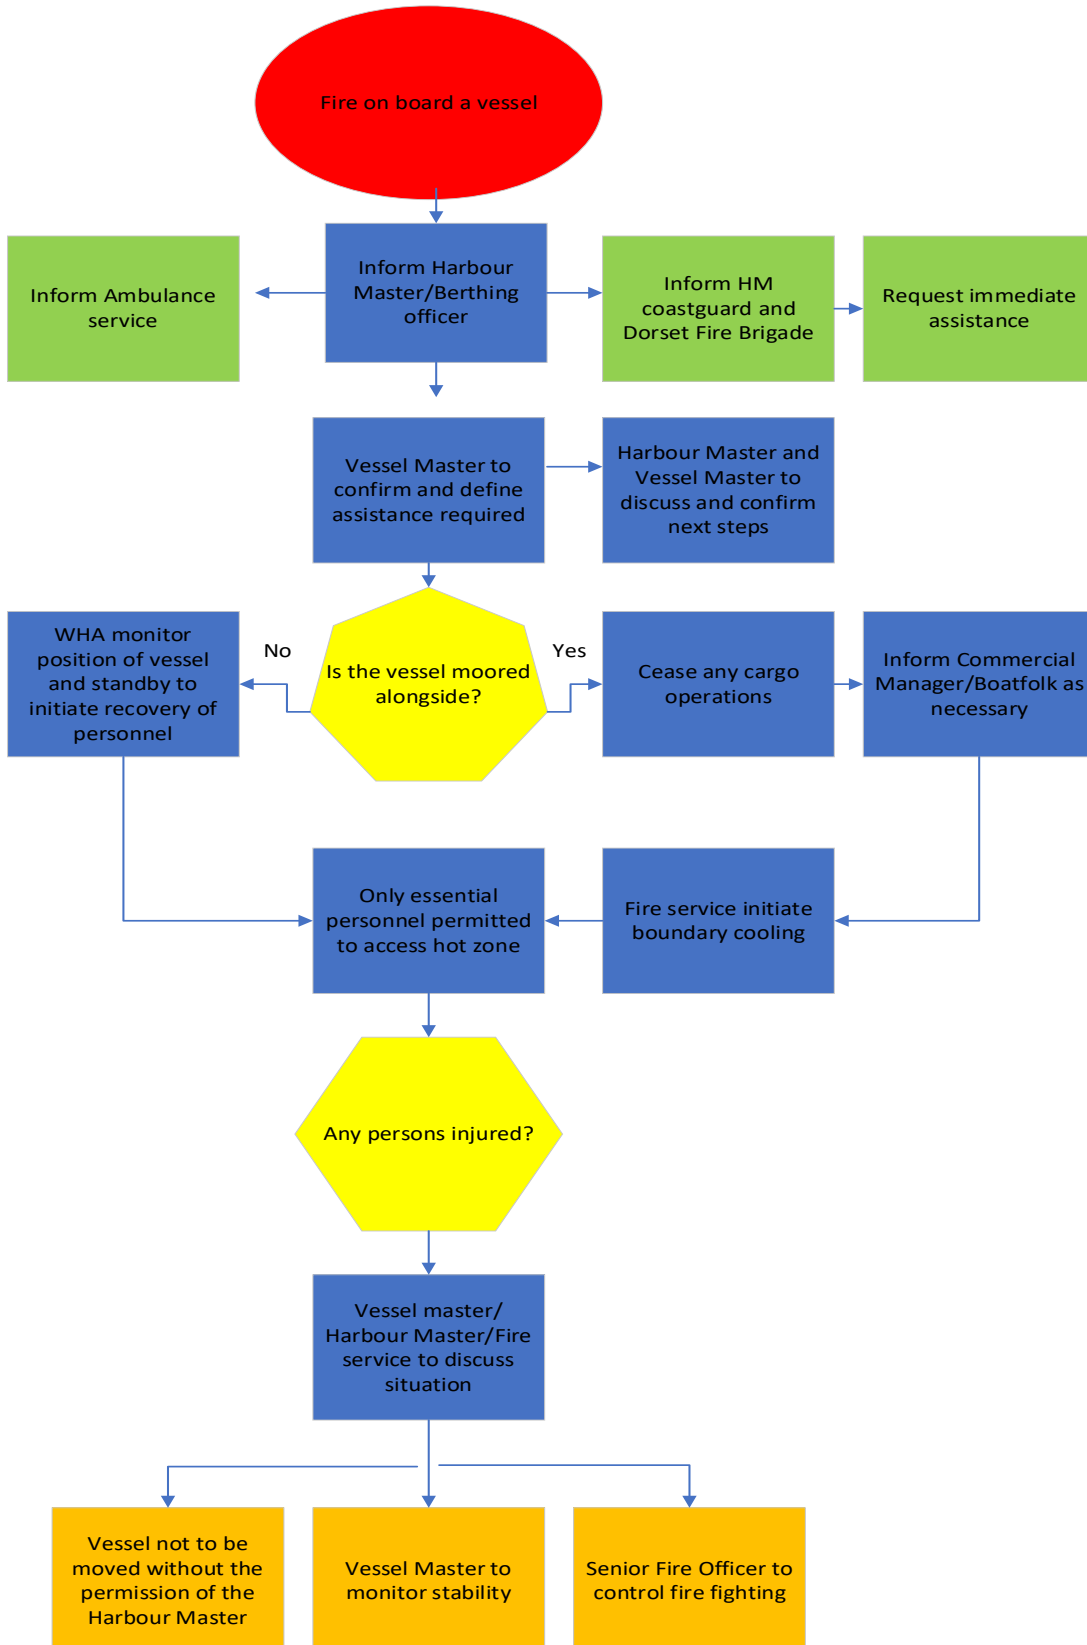 Fire on board a vessel
Inform Ambulance
service
Inform Harbour
Master/Berthing
officer
Inform HM
coastguard and
Dorset Fire Brigade
Request immediate
assistance
Vessel Master to
confirm and define
assistance required
Harbour Master and
Vessel Master to
discuss and confirm
next steps
WHA monitor
position of vessel
and standby to
initiate recovery of
personnel
No
Is the vessel moored
alongside?
Yes
Cease any cargo
operations
Inform Commercial
Manager/Boatfolk as
necessary
Only essential
personnel permitted
to access hot zone
Fire service initiate
boundary cooling
Any persons injured?
Vessel master/
Harbour Master/Fire
service to discuss
situation
Vessel not to be
moved without the
permission of the
Harbour Master
Vessel Master to
monitor stability
Senior Fire Officer to
control fire fighting